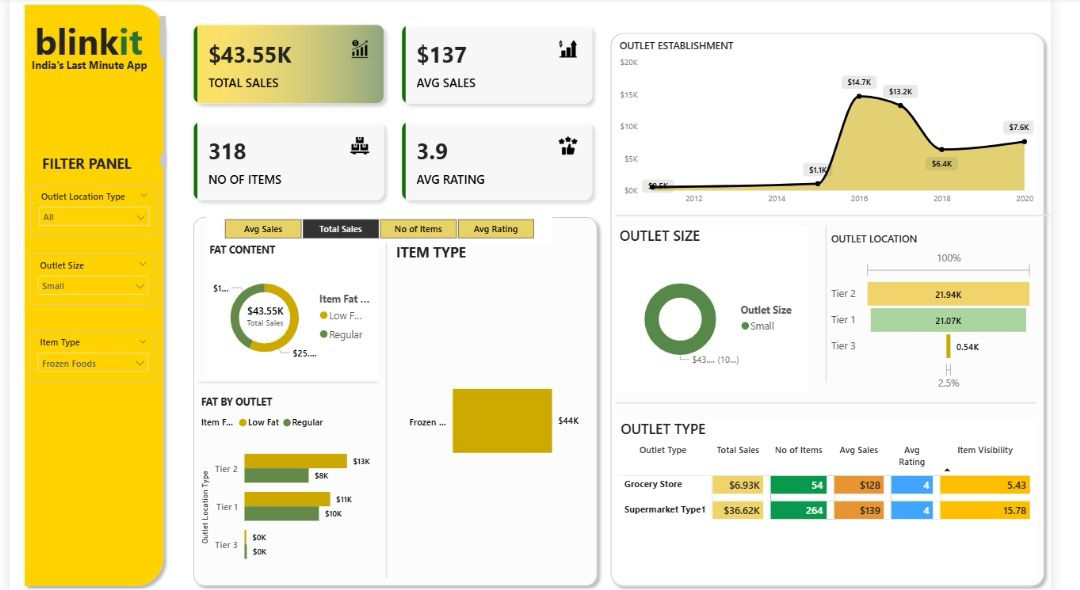 blinkit
India's Last Minute App
FILTER PANEL
Outlet Location Type
All
Outlet Size
Small
Item Type
Frozen Foods
$43.55K
TOTAL SALES
$137
AVG SALES
318
NO OF ITEMS
3.9
AVG RATING
Avg Sales Total Sales No of Items Avg Rating
FAT CONTENT
$1...
$43.55K
Total Sales
$25....
Item Fat ...
Low F...
Regular
FAT BY OUTLET
Item F... Low Fat Regular
Outlet Location Type
Tier 2 $13K
$8K
Tier 1 $11K
$10K
Tier 3 $0K
$0K
ITEM TYPE
Frozen ... $44K
OUTLET ESTABLISHMENT
$20K
$15K
$10K
$5K
$0K
$0.5K
$1.1K
$14.7K
$13.2K
$6.4K
$7.6K
2012 2014 2016 2018 2020
OUTLET SIZE
Outlet Size
Small
$43.... (10...)
OUTLET LOCATION
100%
Tier 2 21.94K
Tier 1 21.07K
Tier 3 0.54K
2.5%
OUTLET TYPE
Outlet Type Total Sales No of Items Avg Sales Avg Rating Item Visibility
Grocery Store $6.93K 54 $128 4 5.43
Supermarket Type1 $36.62K 264 $139 4 15.78